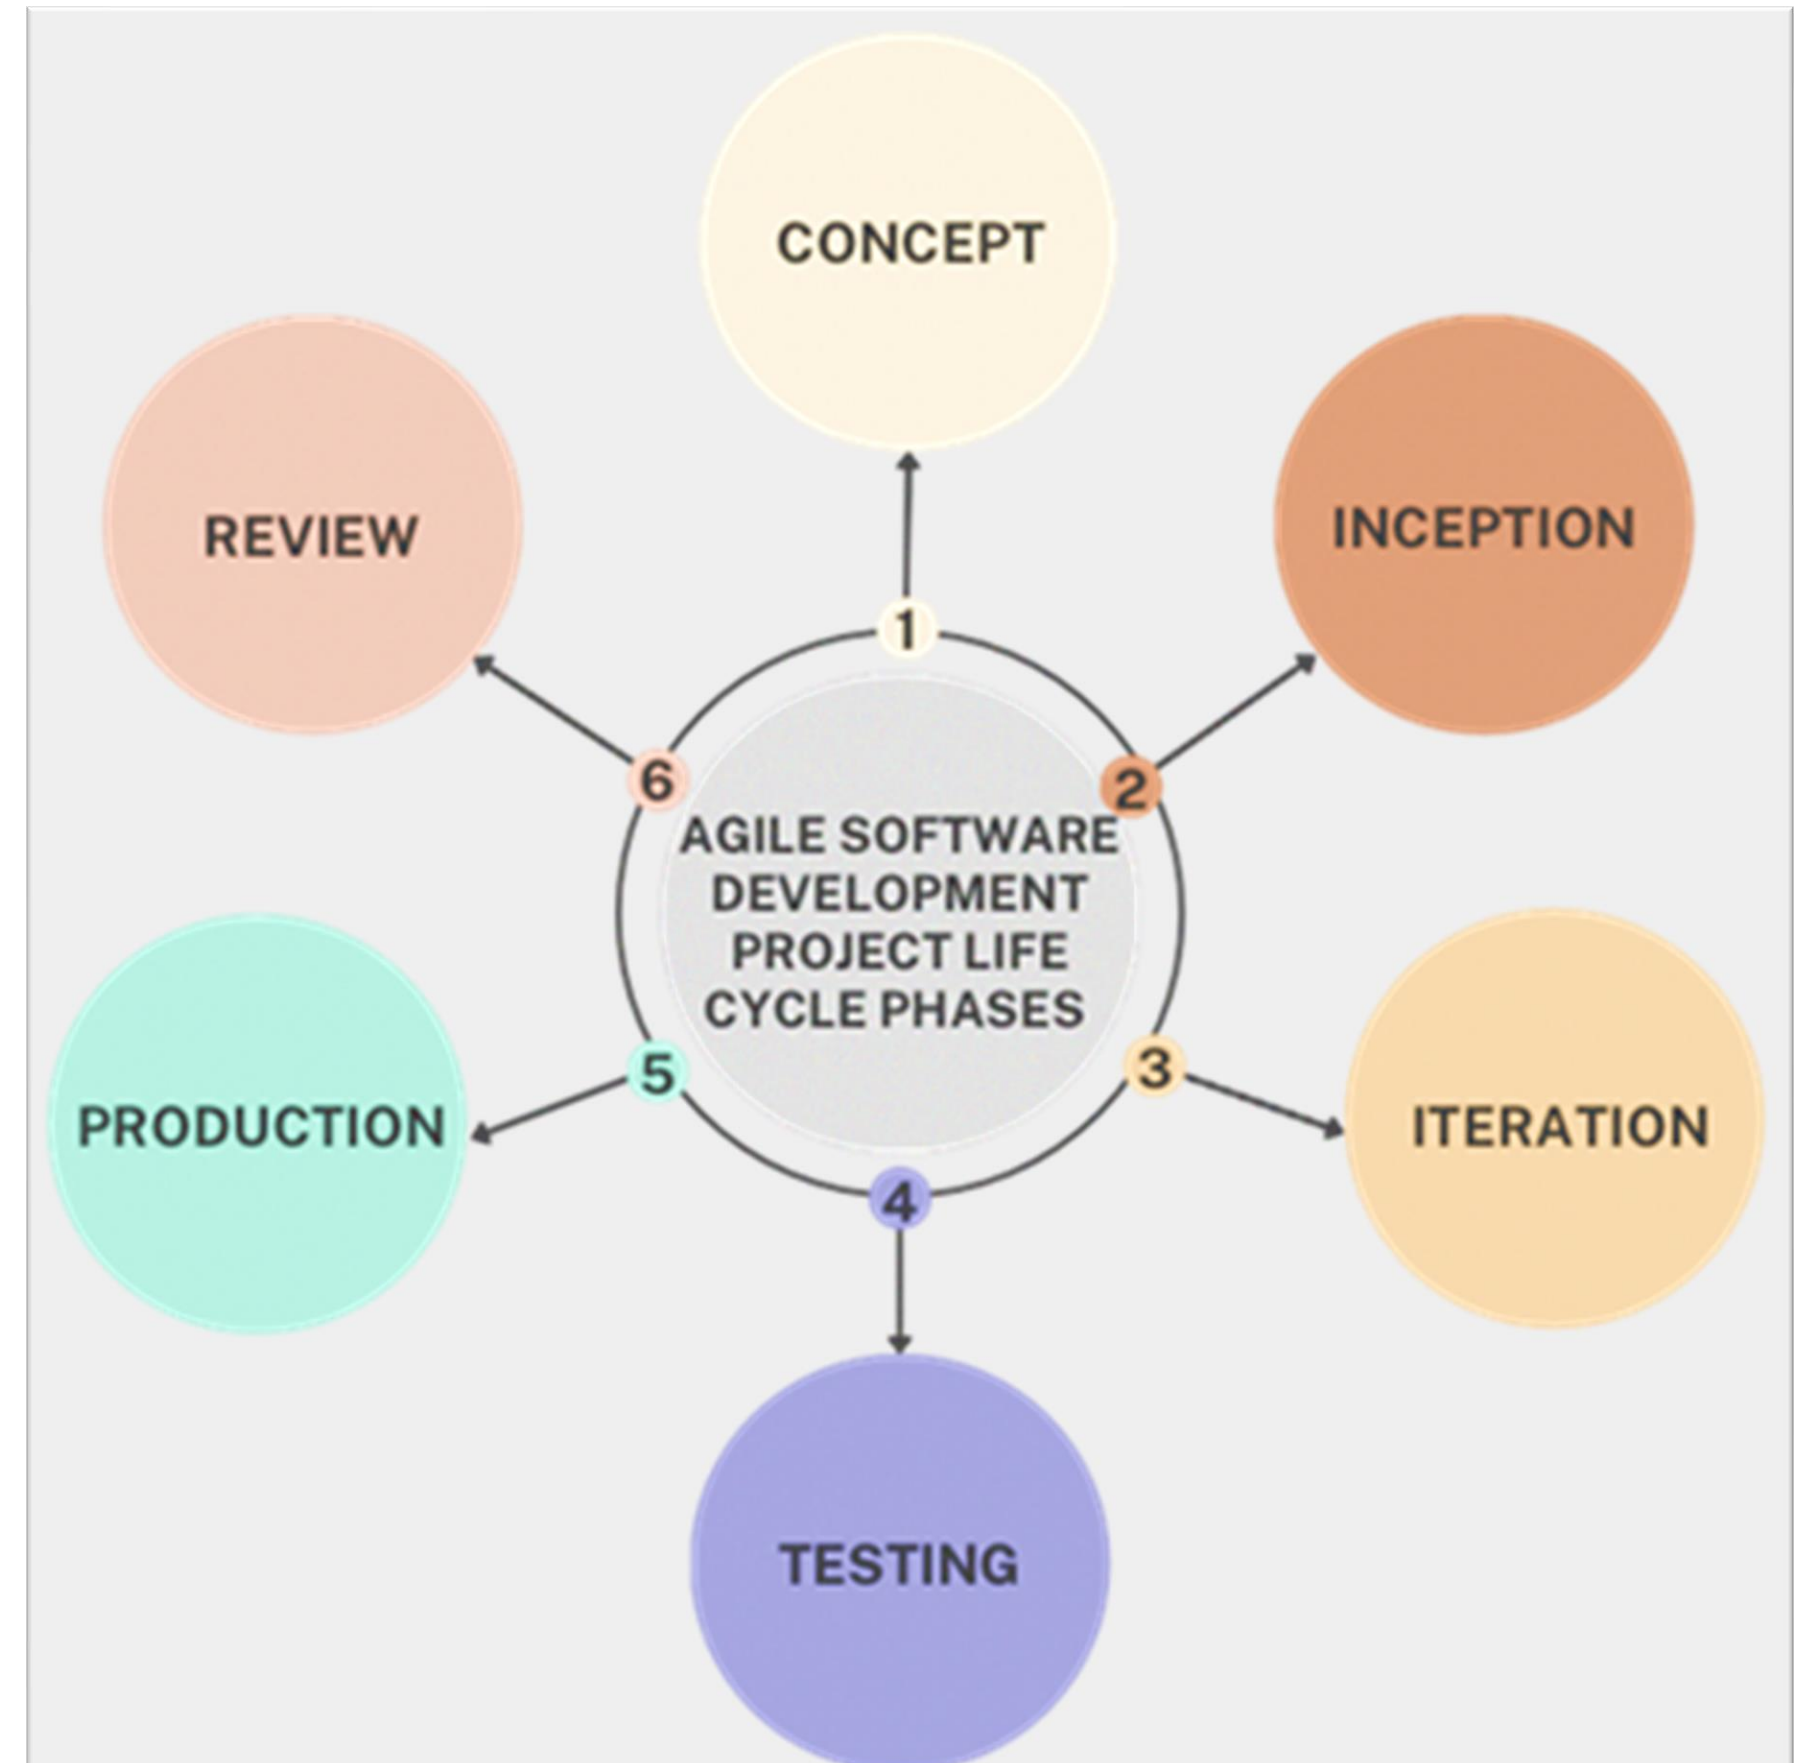 CONCEPT
REVIEW
INCEPTION
1
6
2
AGILE SOFTWARE
DEVELOPMENT
PROJECT LIFE
CYCLE PHASES
5
3
PRODUCTION
ITERATION
4
TESTING